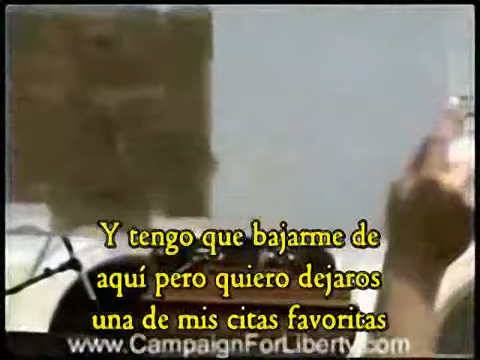 Y tengo que bajarme de
aquí pero quiero dejaros
una de mis citas favoritas
www.CampaignForLiberty.com